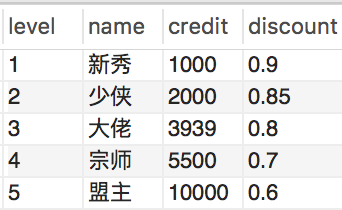 level name credit discount
1 新秀 1000 0.9
2 少侠 2000 0.85
3 大佬 3939 0.8
4 宗师 5500 0.7
5 盟主 10000 0.6